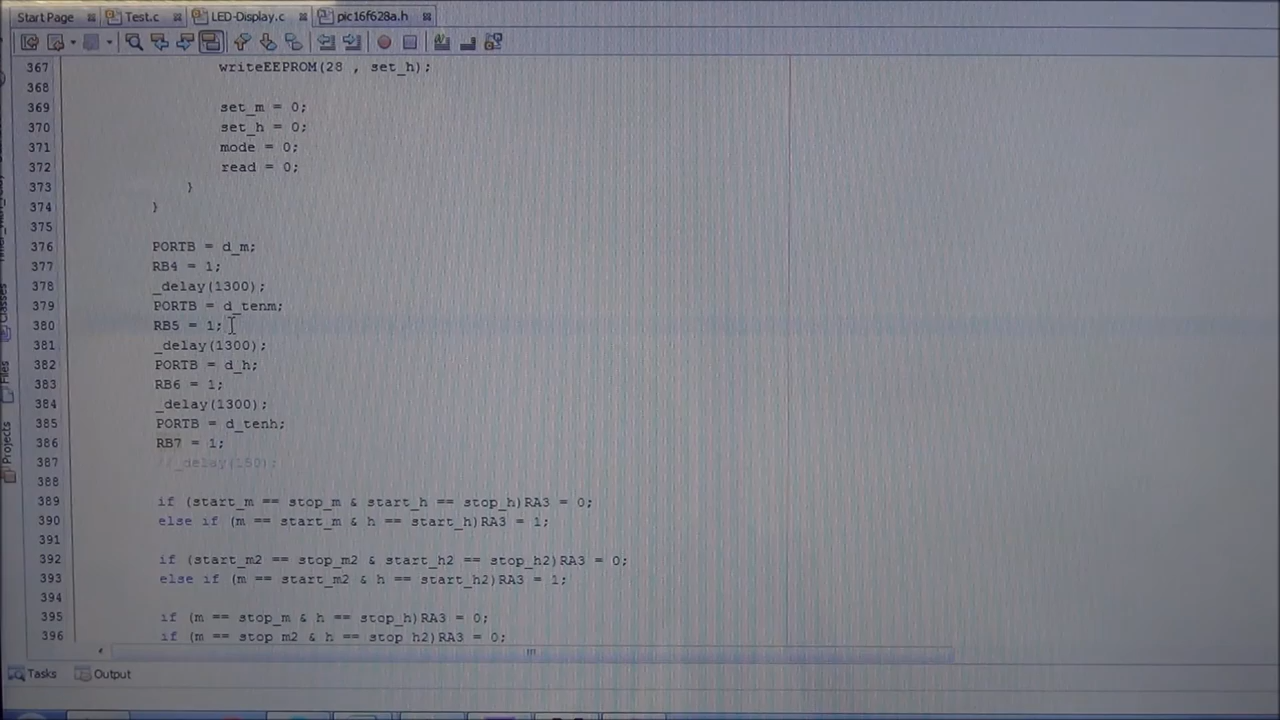 Start Page
Test.c
LED-Display.c
pic16f628a.h
367 writeEEPROM(28 , set_h);
368
369 set_m = 0;
370 set_h = 0;
371 mode = 0;
372 read = 0;
373 }
374 }
375
376 PORTB = d_m;
377 RB4 = 1;
378 _delay(1300);
379 PORTB = d_tenm;
380 RB5 = 1;
381 _delay(1300);
382 PORTB = d_h;
383 RB6 = 1;
384 _delay(1300);
385 PORTB = d_tenh;
386 RB7 = 1;
387 //_delay(150);
388
389 if (start_m == stop_m & start_h == stop_h)RA3 = 0;
390 else if (m == start_m & h == start_h)RA3 = 1;
391
392 if (start_m2 == stop_m2 & start_h2 == stop_h2)RA3 = 0;
393 else if (m == start_m2 & h == start_h2)RA3 = 1;
394
395 if (m == stop_m & h == stop_h)RA3 = 0;
396 if (m == stop_m2 & h == stop_h2)RA3 = 0;
Classes
Files
Projects
Tasks
Output